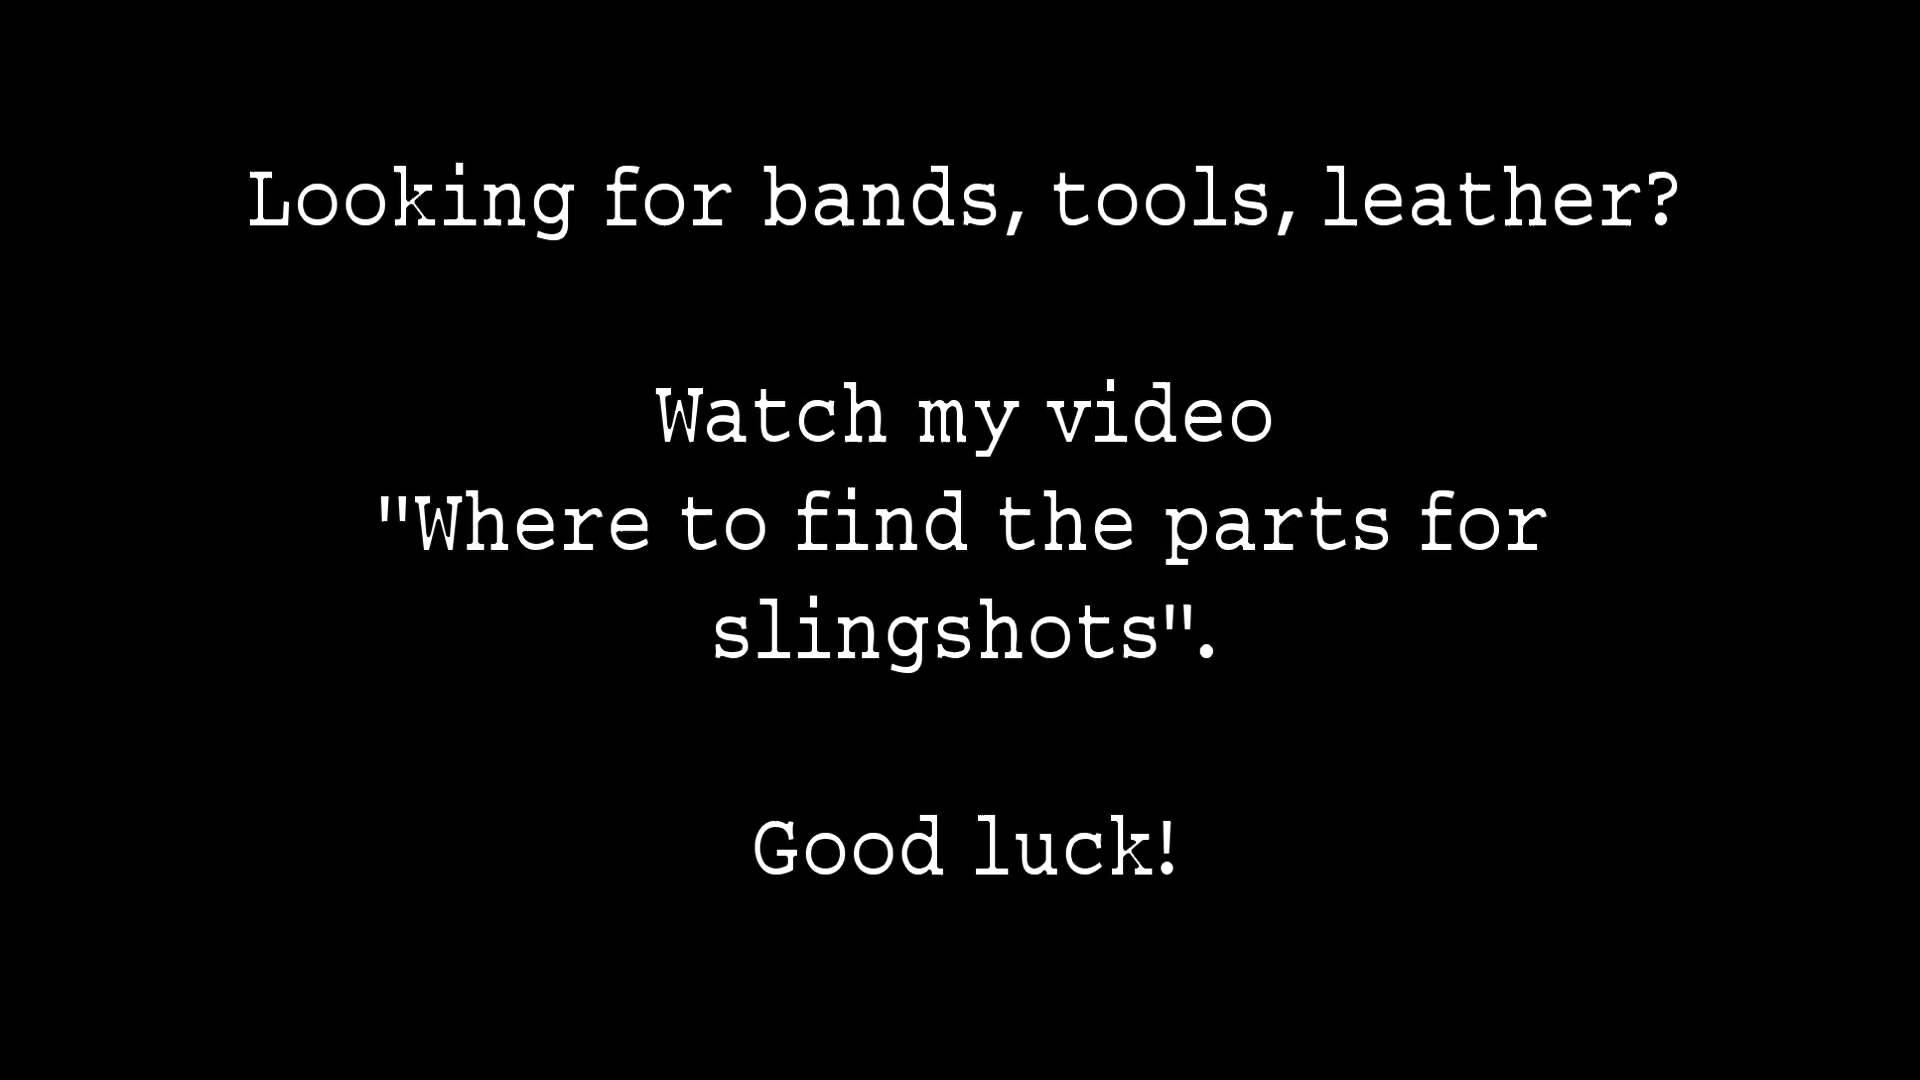 Looking for bands, tools, leather?
Watch my video
"Where to find the parts for
slingshots".
Good luck!